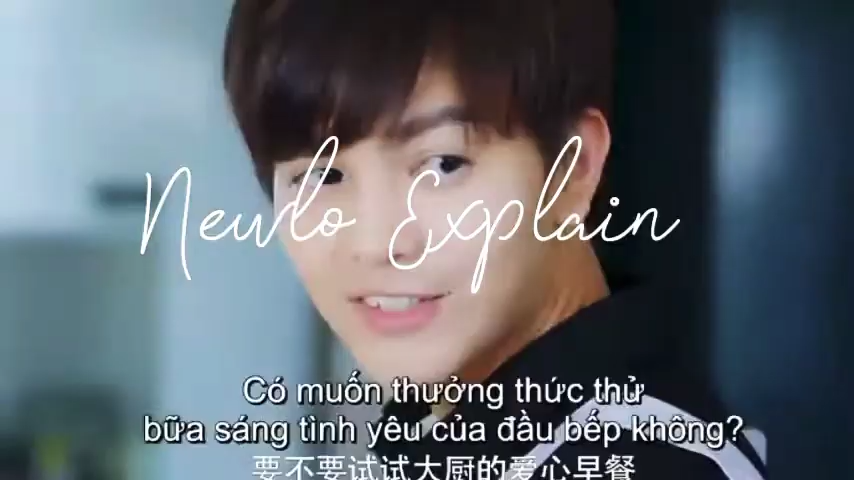 Newlo Explain
Có muốn thưởng thức thử
bữa sáng tình yêu của đầu bếp không?
要不要试试大厨的爱心早餐